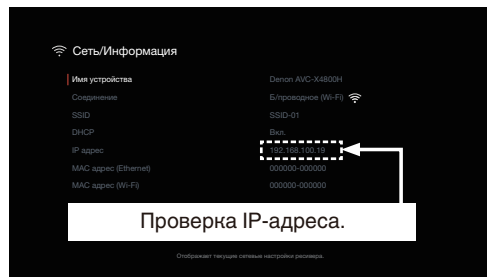 Сеть/Информация
Имя устройства Denon AVC-X4800H
Соединение Б/проводное (Wi-Fi)
SSID SSID-01
DHCP Вкл.
IP адрес 192.168.100.19
MAC адрес (Ethernet) 000000-000000
MAC адрес (Wi-Fi) 000000-000000
Проверка IP-адреса.
Отображает текущие сетевые настройки ресивера.